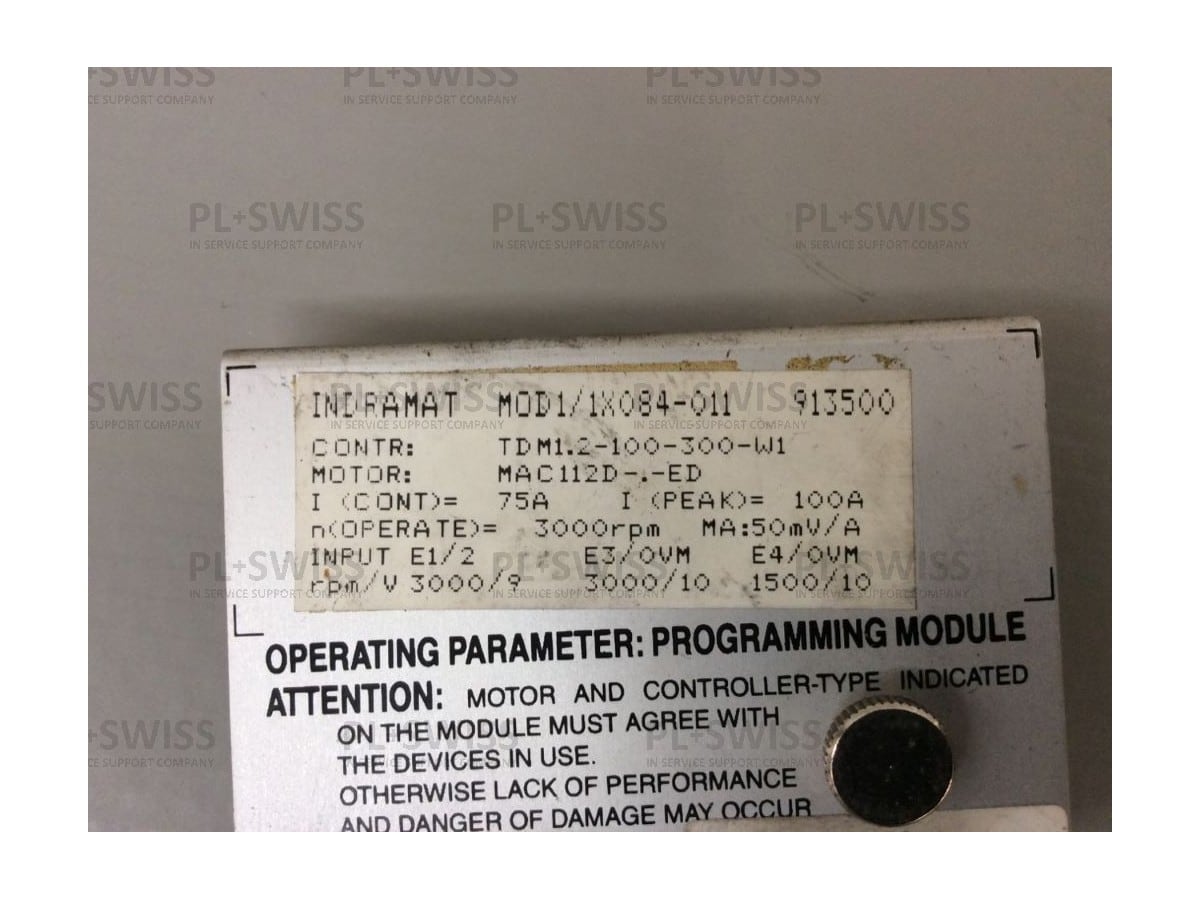 INDRAMAT MOD1/1X084-011 913500
CONTR: TDM1.2-100-300-W1
MOTOR: MAC112D-.-ED
I (CONT)= 75A I (PEAK)= 100A
n(OPERATE)= 3000rpm MA:50mV/A
INPUT E1/2 E3/0VM E4/0VM
rpm/V 3000/9 3000/10 1500/10
OPERATING PARAMETER: PROGRAMMING MODULE
ATTENTION: MOTOR AND CONTROLLER-TYPE INDICATED
ON THE MODULE MUST AGREE WITH
THE DEVICES IN USE.
OTHERWISE LACK OF PERFORMANCE
AND DANGER OF DAMAGE MAY OCCUR
PL+SWISS
IN SERVICE SUPPORT COMPANY